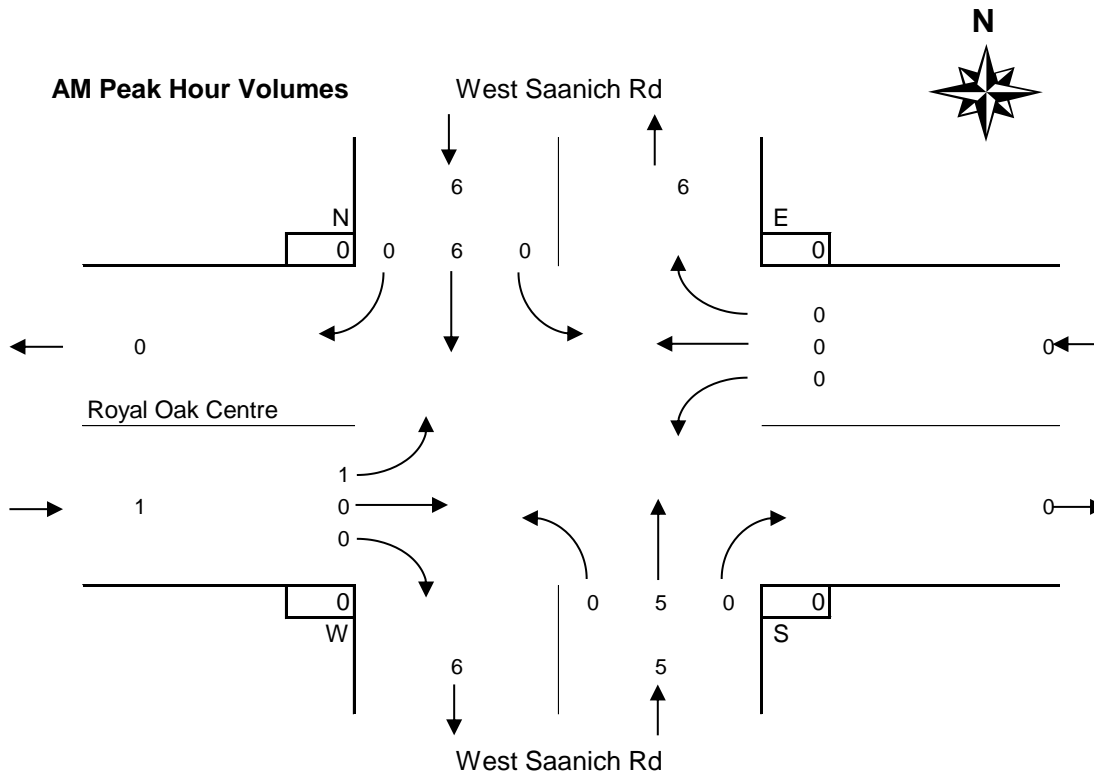 N
AM Peak Hour Volumes West Saanich Rd
6 6
N E
0 0 6 0 0
0
0 0 0
0
Royal Oak Centre
1
1 0 0
0
0 0 5 0 0
W S
6 5
West Saanich Rd